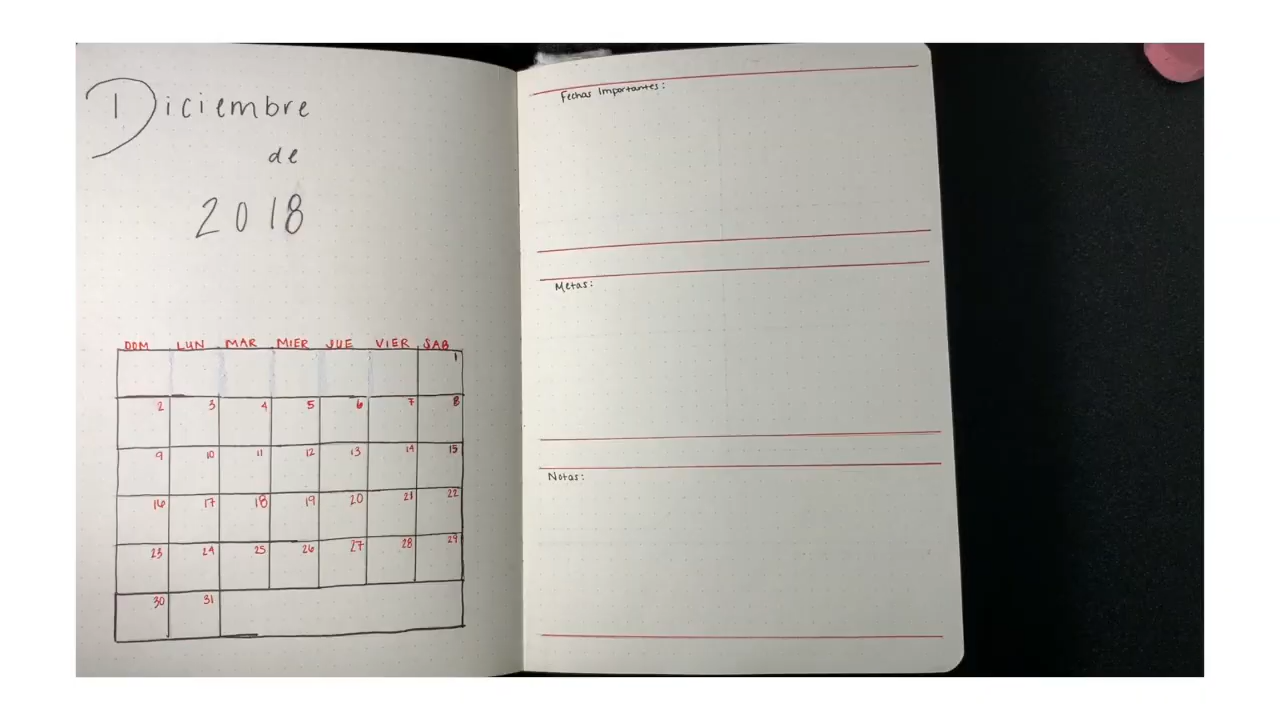 Diciembre
de
2018
DOM LUN MAR MIER JUE VIER SAB
1
2 3 4 5 6 7 8
9 10 11 12 13 14 15
16 17 18 19 20 21 22
23 24 25 26 27 28 29
30 31
Fechas Importantes:
Metas:
Notas: